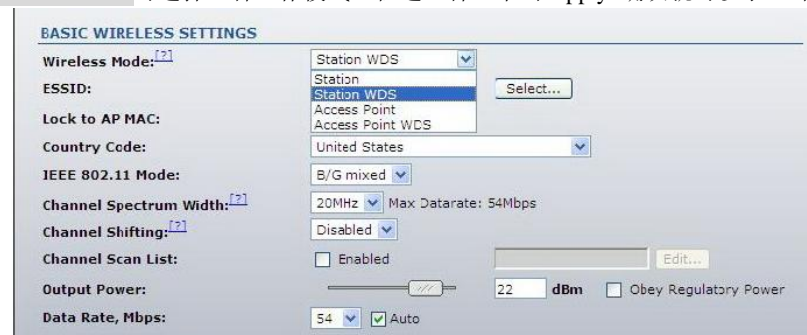 BASIC WIRELESS SETTINGS
Wireless Mode:[?] Station WDS
Station
ESSID: Station WDS Select...
Access Point
Lock to AP MAC: Access Point WDS
Country Code: United States
IEEE 802.11 Mode: B/G mixed
Channel Spectrum Width:[?] 20MHz Max Datarate: 54Mbps
Channel Shifting:[?] Disabled
Channel Scan List: Enabled Edit...
Output Power: 22 dBm Obey Regulatory Power
Data Rate, Mbps: 54 Auto